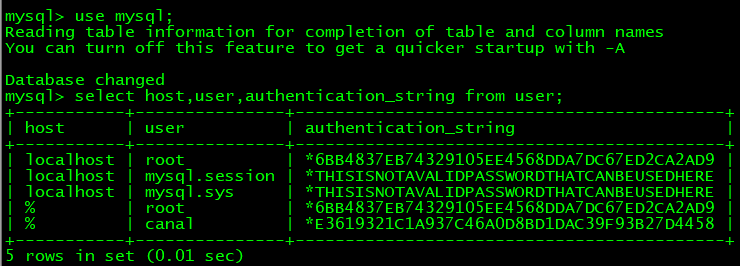 mysql> use mysql;
Reading table information for completion of table and column names
You can turn off this feature to get a quicker startup with -A
Database changed
mysql> select host,user,authentication_string from user;
+-----------+---------------+-------------------------------------------+
| host | user | authentication_string |
+-----------+---------------+-------------------------------------------+
| localhost | root | *6BB4837EB74329105EE4568DDA7DC67ED2CA2AD9 |
| localhost | mysql.session | *THISISNOTAVALIDPASSWORDTHATCANBEUSEDHERE |
| localhost | mysql.sys | *THISISNOTAVALIDPASSWORDTHATCANBEUSEDHERE |
| % | root | *6BB4837EB74329105EE4568DDA7DC67ED2CA2AD9 |
| % | canal | *E3619321C1A937C46A0D8BD1DAC39F93B27D4458 |
+-----------+---------------+-------------------------------------------+
5 rows in set (0.01 sec)